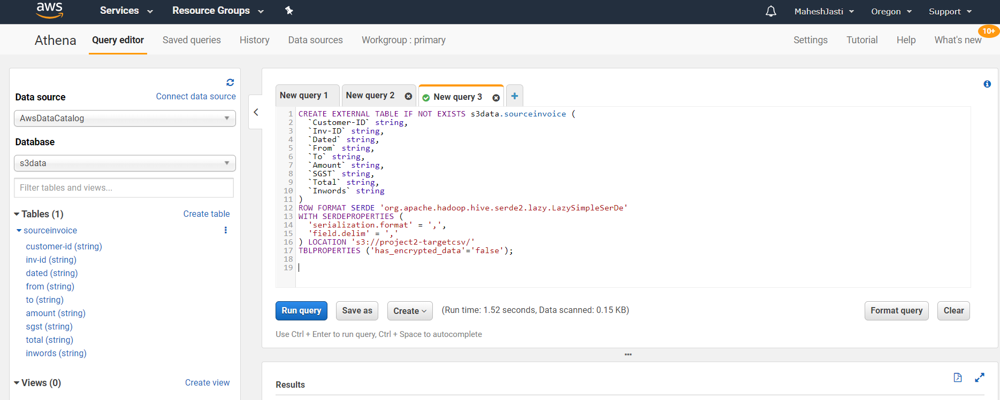 aws Services Resource Groups MaheshJasti Oregon Support
Athena Query editor Saved queries History Data sources Workgroup : primary Settings Tutorial Help What's new 10+
Data source Connect data source
AwsDataCatalog
Database
s3data
Filter tables and views...
Tables (1) Create table
sourceinvoice
customer-id (string)
inv-id (string)
dated (string)
from (string)
to (string)
amount (string)
sgst (string)
total (string)
inwords (string)
Views (0) Create view
New query 1 New query 2 New query 3 +
1 CREATE EXTERNAL TABLE IF NOT EXISTS s3data.sourceinvoice (
2 `Customer-ID` string,
3 `Inv-ID` string,
4 `Dated` string,
5 `From` string,
6 `To` string,
7 `Amount` string,
8 `SGST` string,
9 `Total` string,
10 `Inwords` string
11 )
12 ROW FORMAT SERDE 'org.apache.hadoop.hive.serde2.lazy.LazySimpleSerDe'
13 WITH SERDEPROPERTIES (
14 'serialization.format' = ',',
15 'field.delim' = ','
16 ) LOCATION 's3://project2-targetcsv/'
17 TBLPROPERTIES ('has_encrypted_data'='false');
18
19
Run query Save as Create (Run time: 1.52 seconds, Data scanned: 0.15 KB) Format query Clear
Use Ctrl + Enter to run query, Ctrl + Space to autocomplete
Results